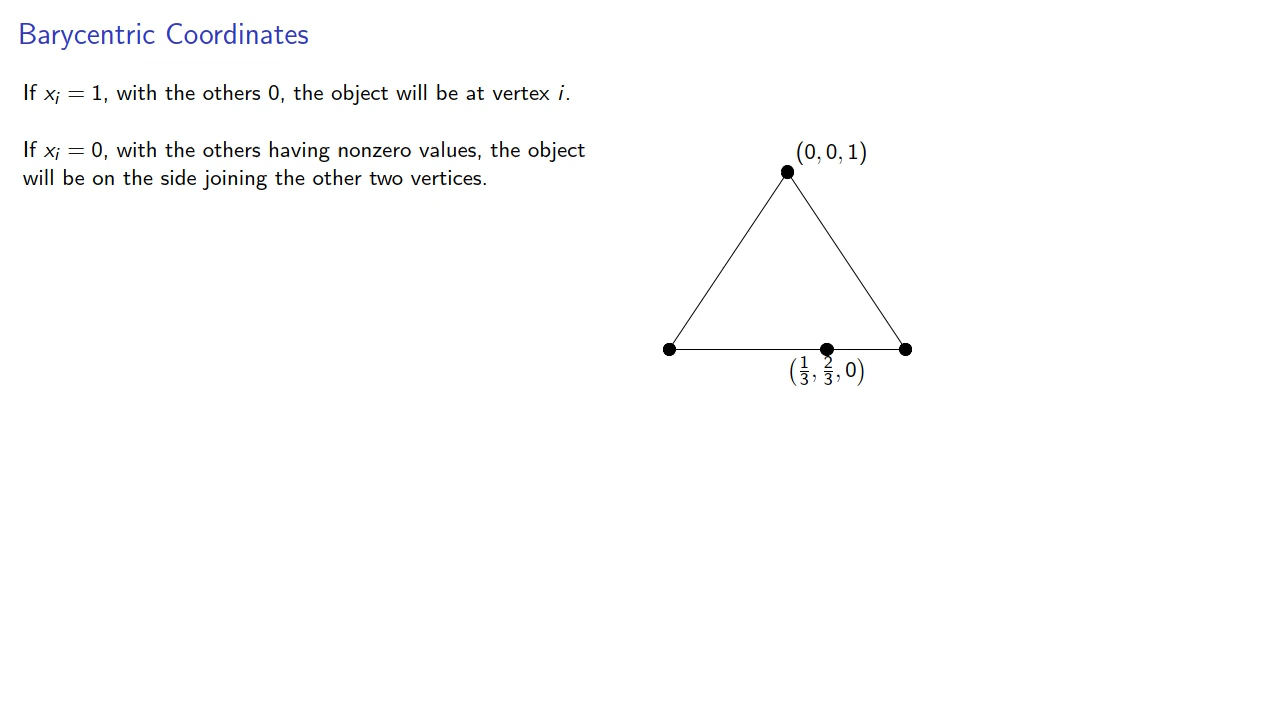 Barycentric Coordinates
If xᵢ = 1, with the others 0, the object will be at vertex i.
If xᵢ = 0, with the others having nonzero values, the object
will be on the side joining the other two vertices.
(0, 0, 1)
(1/3, 2/3, 0)